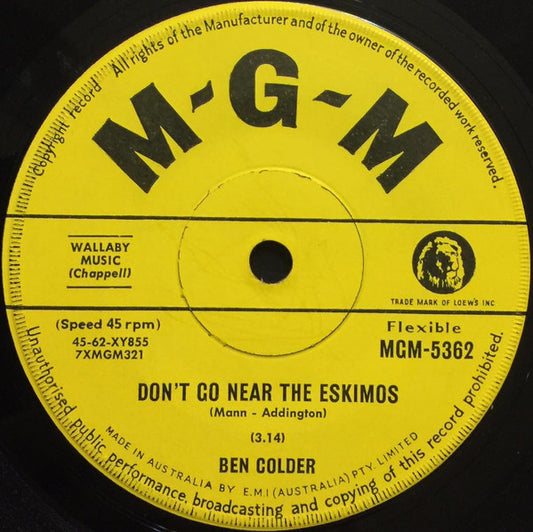 Copyright record All rights of the Manufacturer and of the owner of the recorded work reserved.
M-G-M
WALLABY
MUSIC
(Chappell)
TRADE MARK OF LOEW'S INC
(Speed 45 rpm)
45-62-XY855
7XMGM321
Flexible
MGM-5362
DON'T GO NEAR THE ESKIMOS
(Mann - Addington)
(3.14)
BEN COLDER
MADE IN AUSTRALIA BY E.M.I (AUSTRALIA) PTY. LIMITED
Unauthorised public performance, broadcasting and copying of this record prohibited.